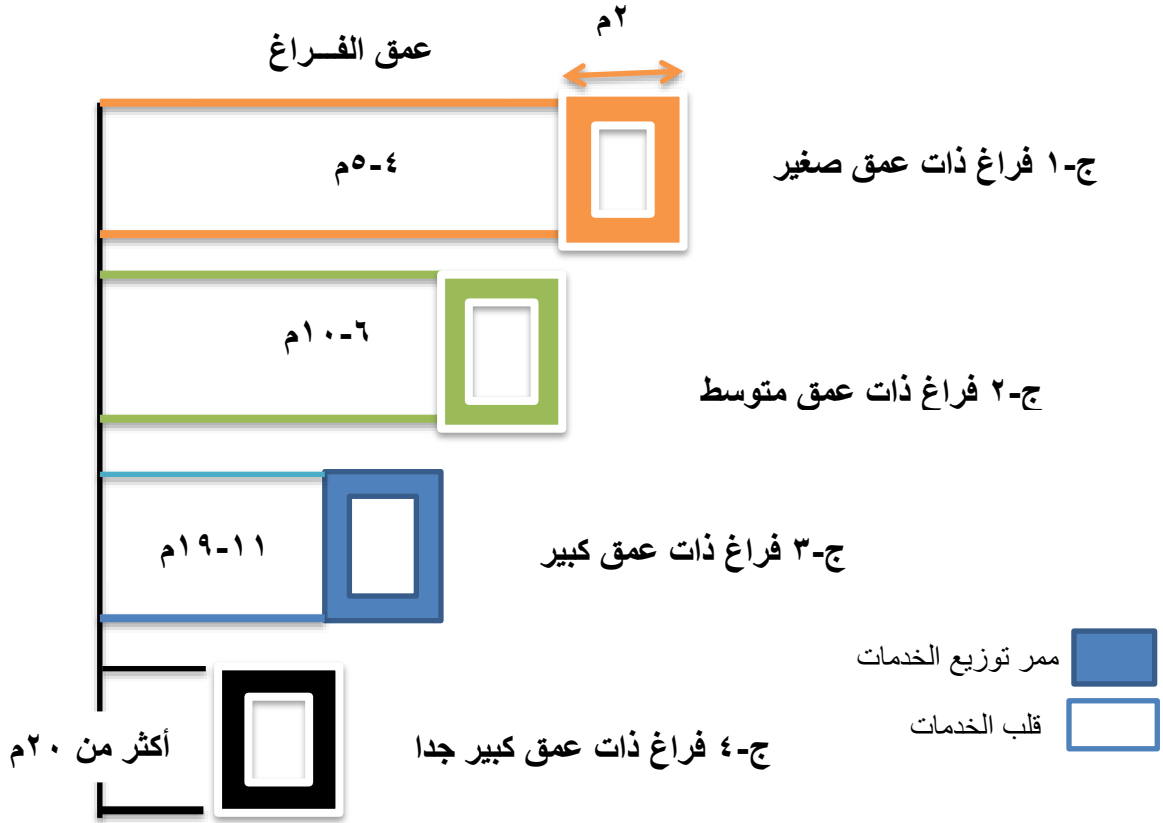 ٢م
عمق الفـــراغ
ج-١ فراغ ذات عمق صغير
٤-٥م
٦-١٠م
ج-٢ فراغ ذات عمق متوسط
ج-٣ فراغ ذات عمق كبير
١١-١٩م
ممر توزيع الخدمات
قلب الخدمات
ج-٤ فراغ ذات عمق كبير جدا
أكثر من ٢٠م